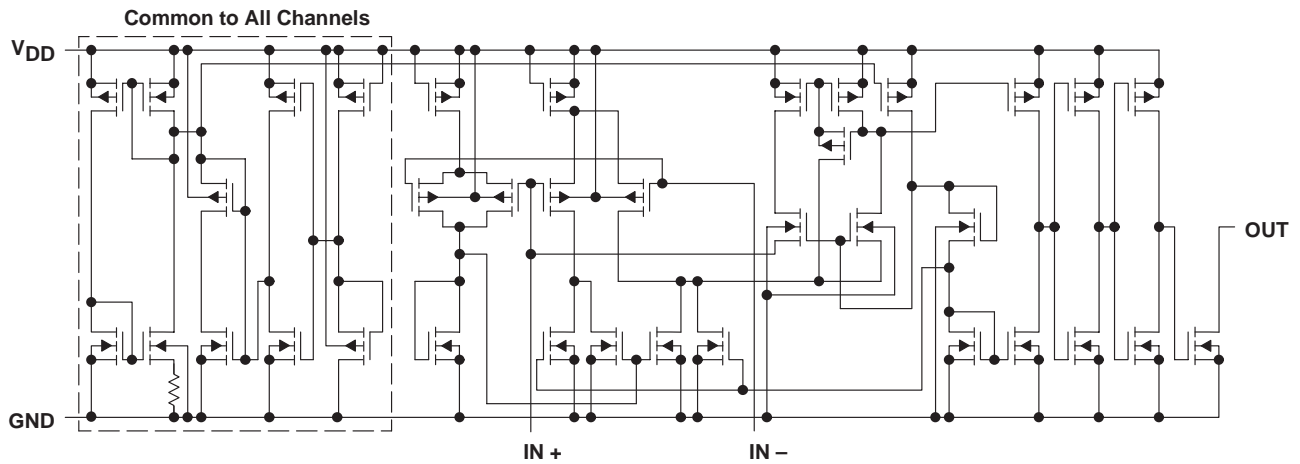 Common to All Channels
VDD
OUT
GND
IN +
IN –